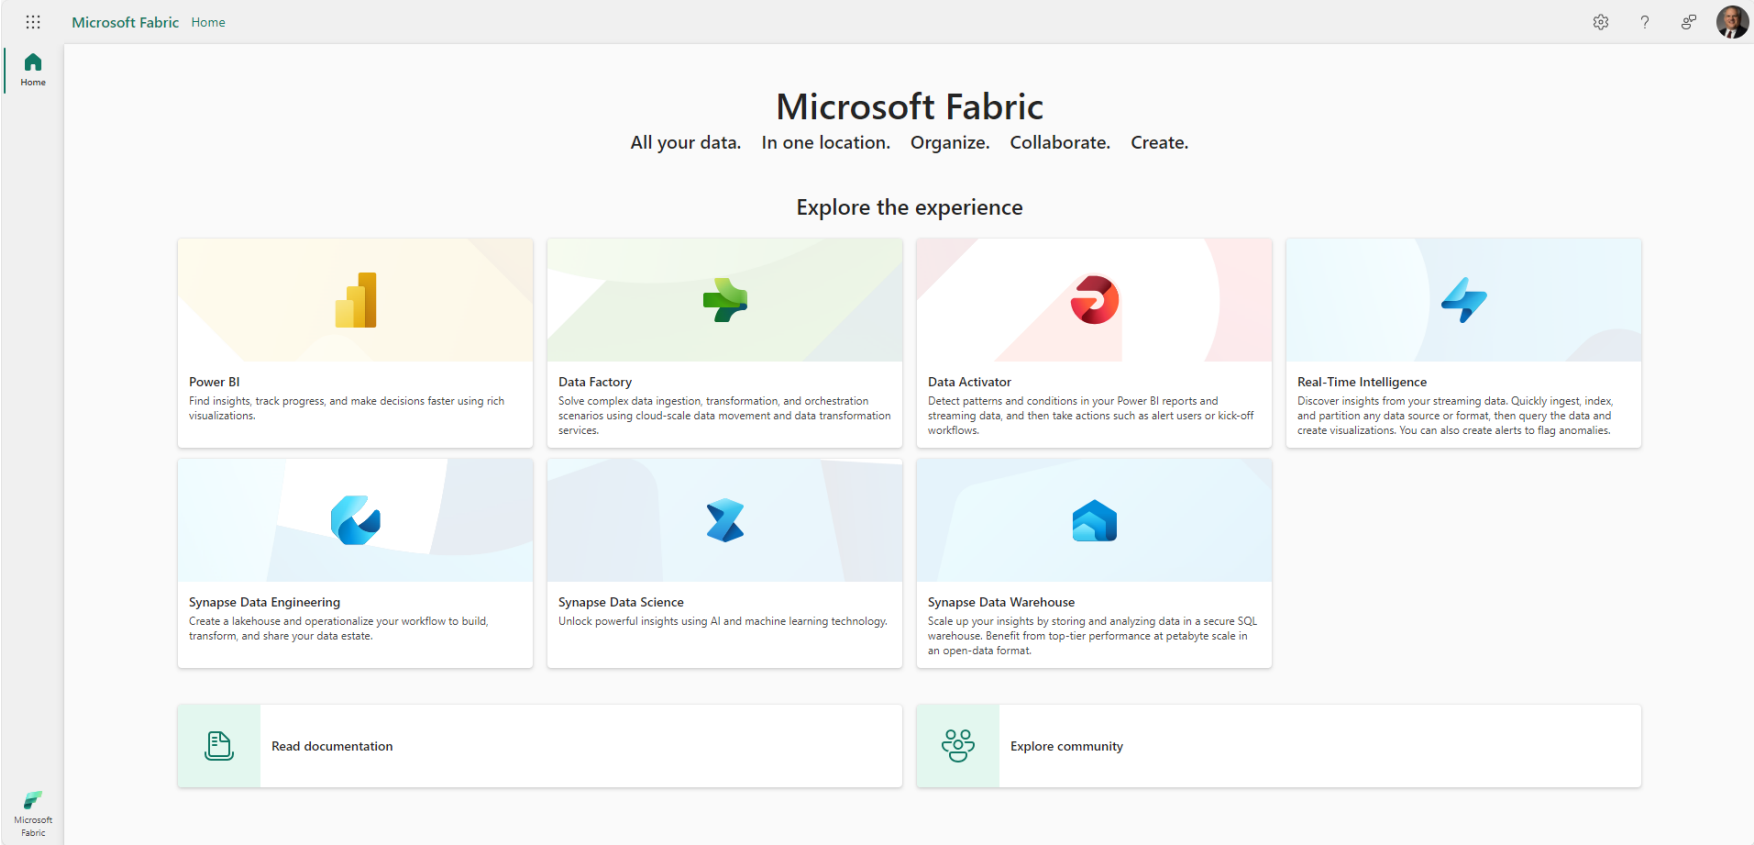 Microsoft Fabric Home
Home
Microsoft Fabric
All your data. In one location. Organize. Collaborate. Create.
Explore the experience
Power BI
Find insights, track progress, and make decisions faster using rich
visualizations.
Data Factory
Solve complex data ingestion, transformation, and orchestration
scenarios using cloud-scale data movement and data transformation
services.
Data Activator
Detect patterns and conditions in your Power BI reports and
streaming data, and then take actions such as alert users or kick-off
workflows.
Real-Time Intelligence
Discover insights from your streaming data. Quickly ingest, index,
and partition any data source or format, then query the data and
create visualizations. You can also create alerts to flag anomalies.
Synapse Data Engineering
Create a lakehouse and operationalize your workflow to build,
transform, and share your data estate.
Synapse Data Science
Unlock powerful insights using AI and machine learning technology.
Synapse Data Warehouse
Scale up your insights by storing and analyzing data in a secure SQL
warehouse. Benefit from top-tier performance at petabyte scale in
an open-data format.
Read documentation
Explore community
Microsoft
Fabric